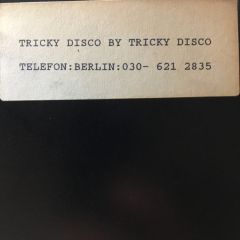 TRICKY DISCO BY TRICKY DISCO
TELEFON:BERLIN:030- 621 2835